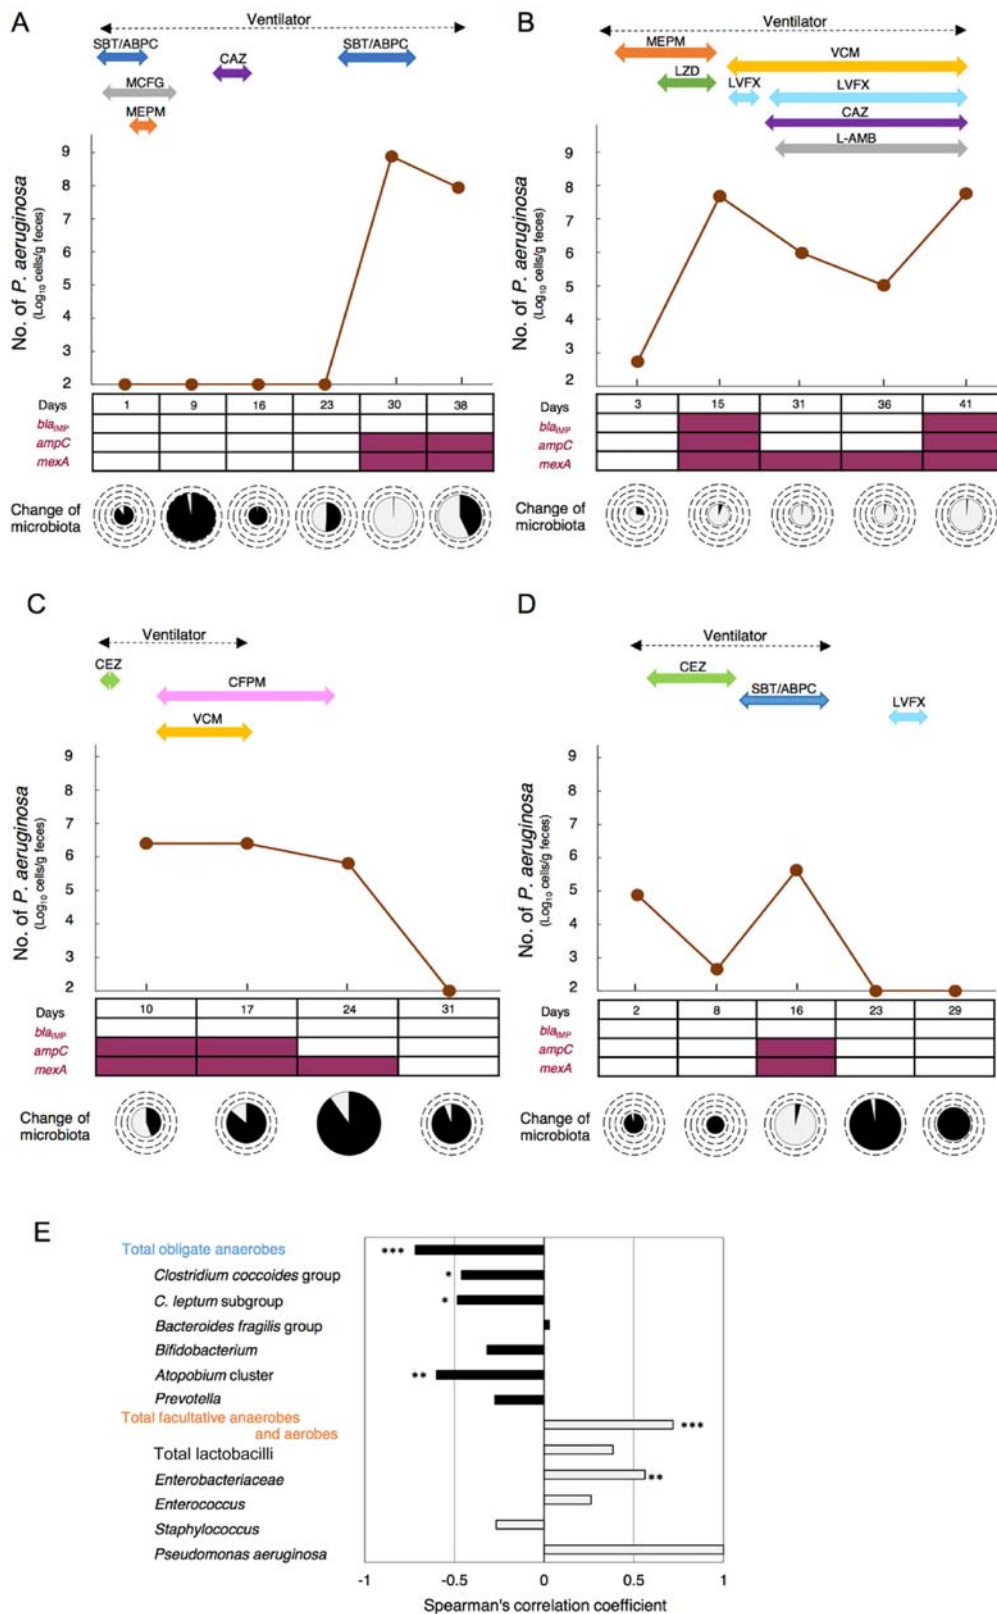 A
Ventilator
SBT/ABPC
SBT/ABPC
CAZ
MCFG
MEPM
No. of P. aeruginosa
(Log10 cells/g feces)
9
8
7
6
5
4
3
2
Days 1 9 16 23 30 38
blaIMP
ampC
mexA
Change of
microbiota
B
Ventilator
MEPM
VCM
LZD
LVFX
LVFX
CAZ
L-AMB
No. of P. aeruginosa
(Log10 cells/g feces)
9
8
7
6
5
4
3
2
Days 3 15 31 36 41
blaIMP
ampC
mexA
Change of
microbiota
C
Ventilator
CEZ
CFPM
VCM
No. of P. aeruginosa
(Log10 cells/g feces)
9
8
7
6
5
4
3
2
Days 10 17 24 31
blaIMP
ampC
mexA
Change of
microbiota
D
Ventilator
CEZ
SBT/ABPC
LVFX
No. of P. aeruginosa
(Log10 cells/g feces)
9
8
7
6
5
4
3
2
Days 2 8 16 23 29
blaIMP
ampC
mexA
Change of
microbiota
E
Total obligate anaerobes ***
Clostridium coccoides group *
C. leptum subgroup *
Bacteroides fragilis group
Bifidobacterium
Atopobium cluster **
Prevotella
Total facultative anaerobes
and aerobes ***
Total lactobacilli
Enterobacteriaceae **
Enterococcus
Staphylococcus
Pseudomonas aeruginosa
-1 -0.5 0 0.5 1
Spearman's correlation coefficient